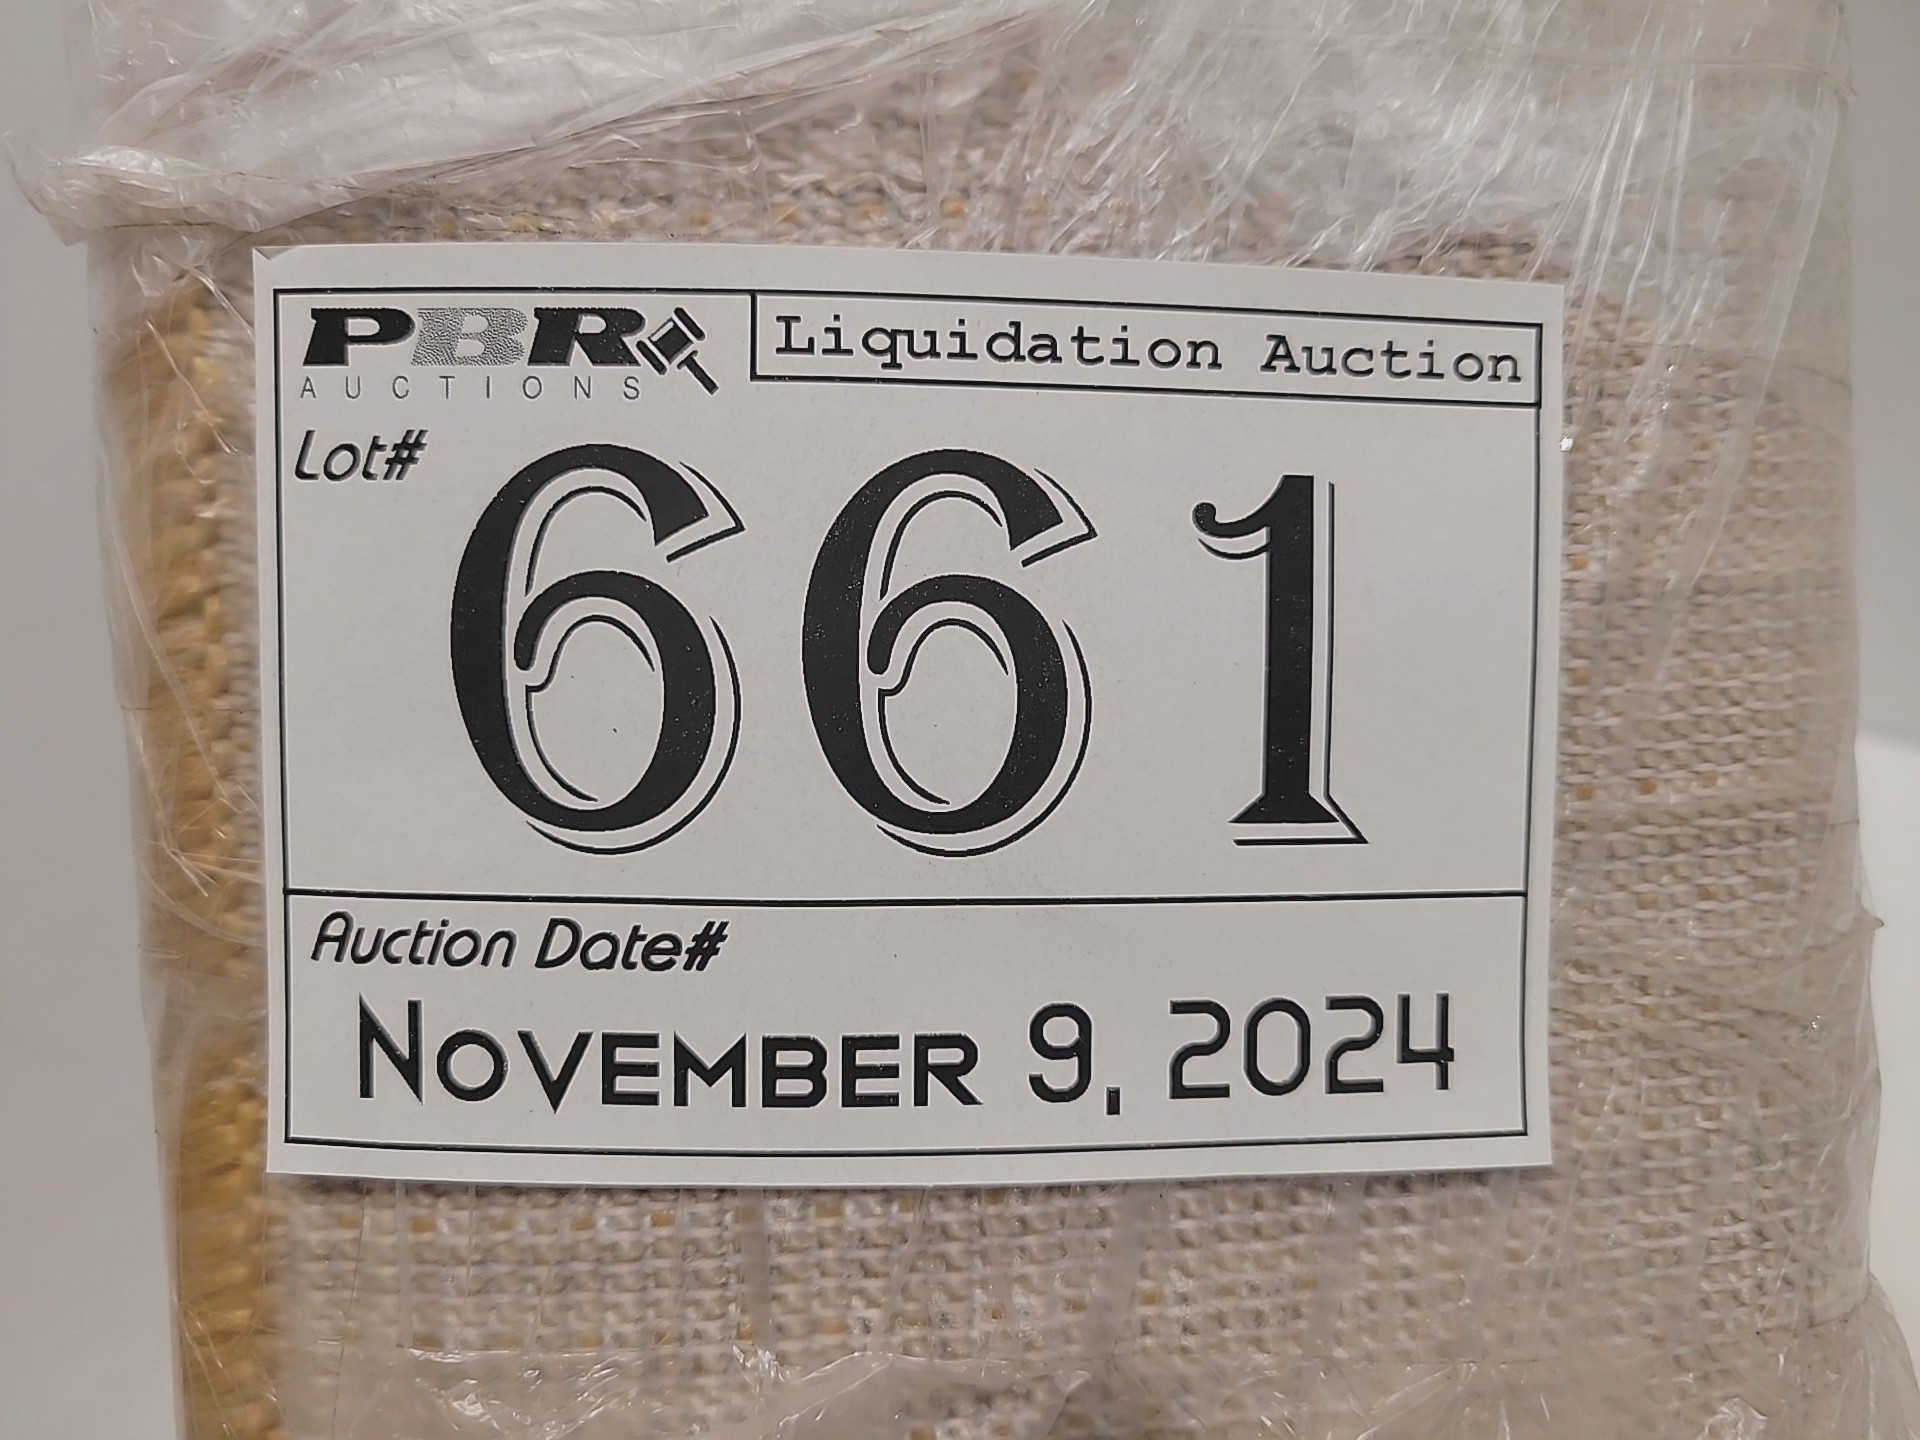 PBR
AUCTIONS
Liquidation Auction
Lot#
661
Auction Date#
November 9, 2024